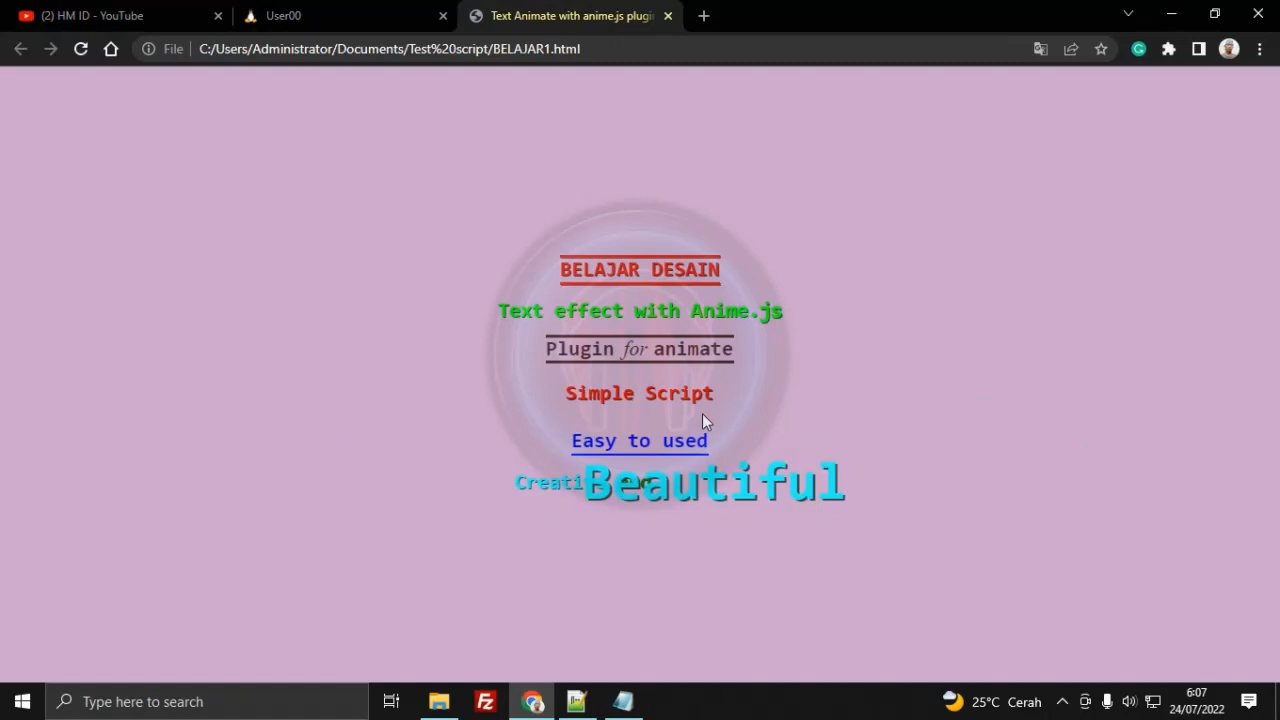 (2) HM ID - YouTube
User00
Text Animate with anime.js plugin
File C:/Users/Administrator/Documents/Test%20script/BELAJAR1.html
BELAJAR DESAIN
Text effect with Anime.js
Plugin for animate
Simple Script
Easy to used
Beautiful
Type here to search
25°C Cerah
6:07
24/07/2022